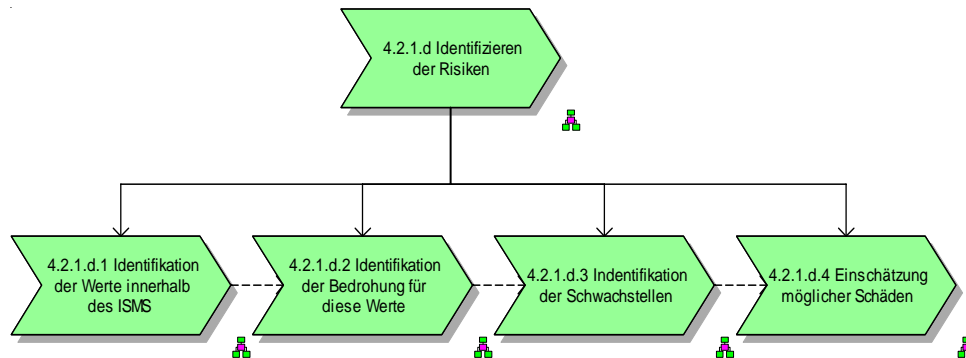 4.2.1.d Identifizieren
der Risiken
4.2.1.d.1 Identifikation
der Werte innerhalb
des ISMS
4.2.1.d.2 Identifikation
der Bedrohung für
diese Werte
4.2.1.d.3 Indentifikation
der Schwachstellen
4.2.1.d.4 Einschätzung
möglicher Schäden